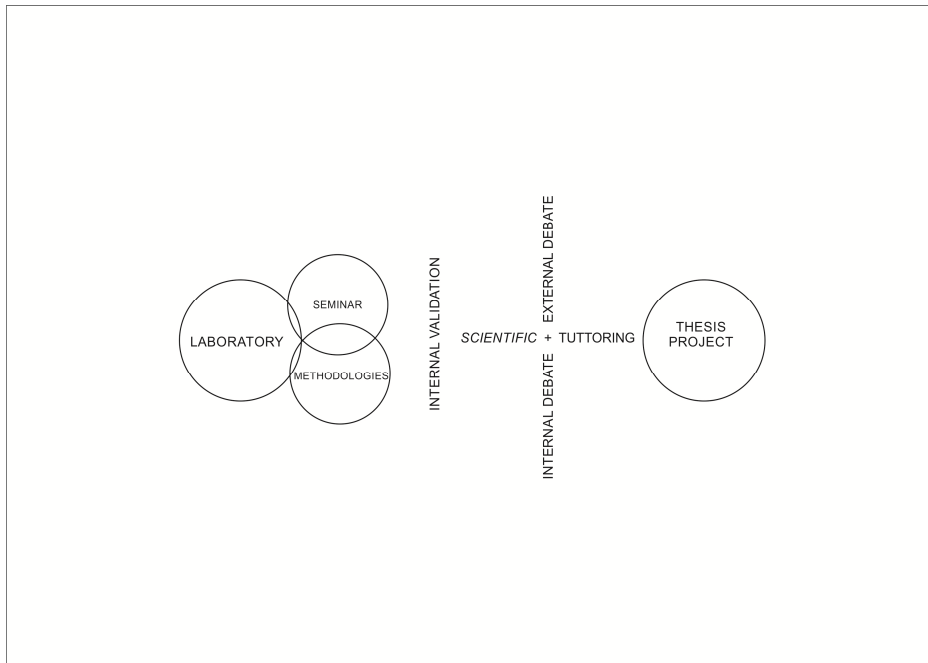 LABORATORY
SEMINAR
METHODOLOGIES
INTERNAL VALIDATION
SCIENTIFIC + TUTTORING
INTERNAL DEBATE EXTERNAL DEBATE
THESIS
PROJECT